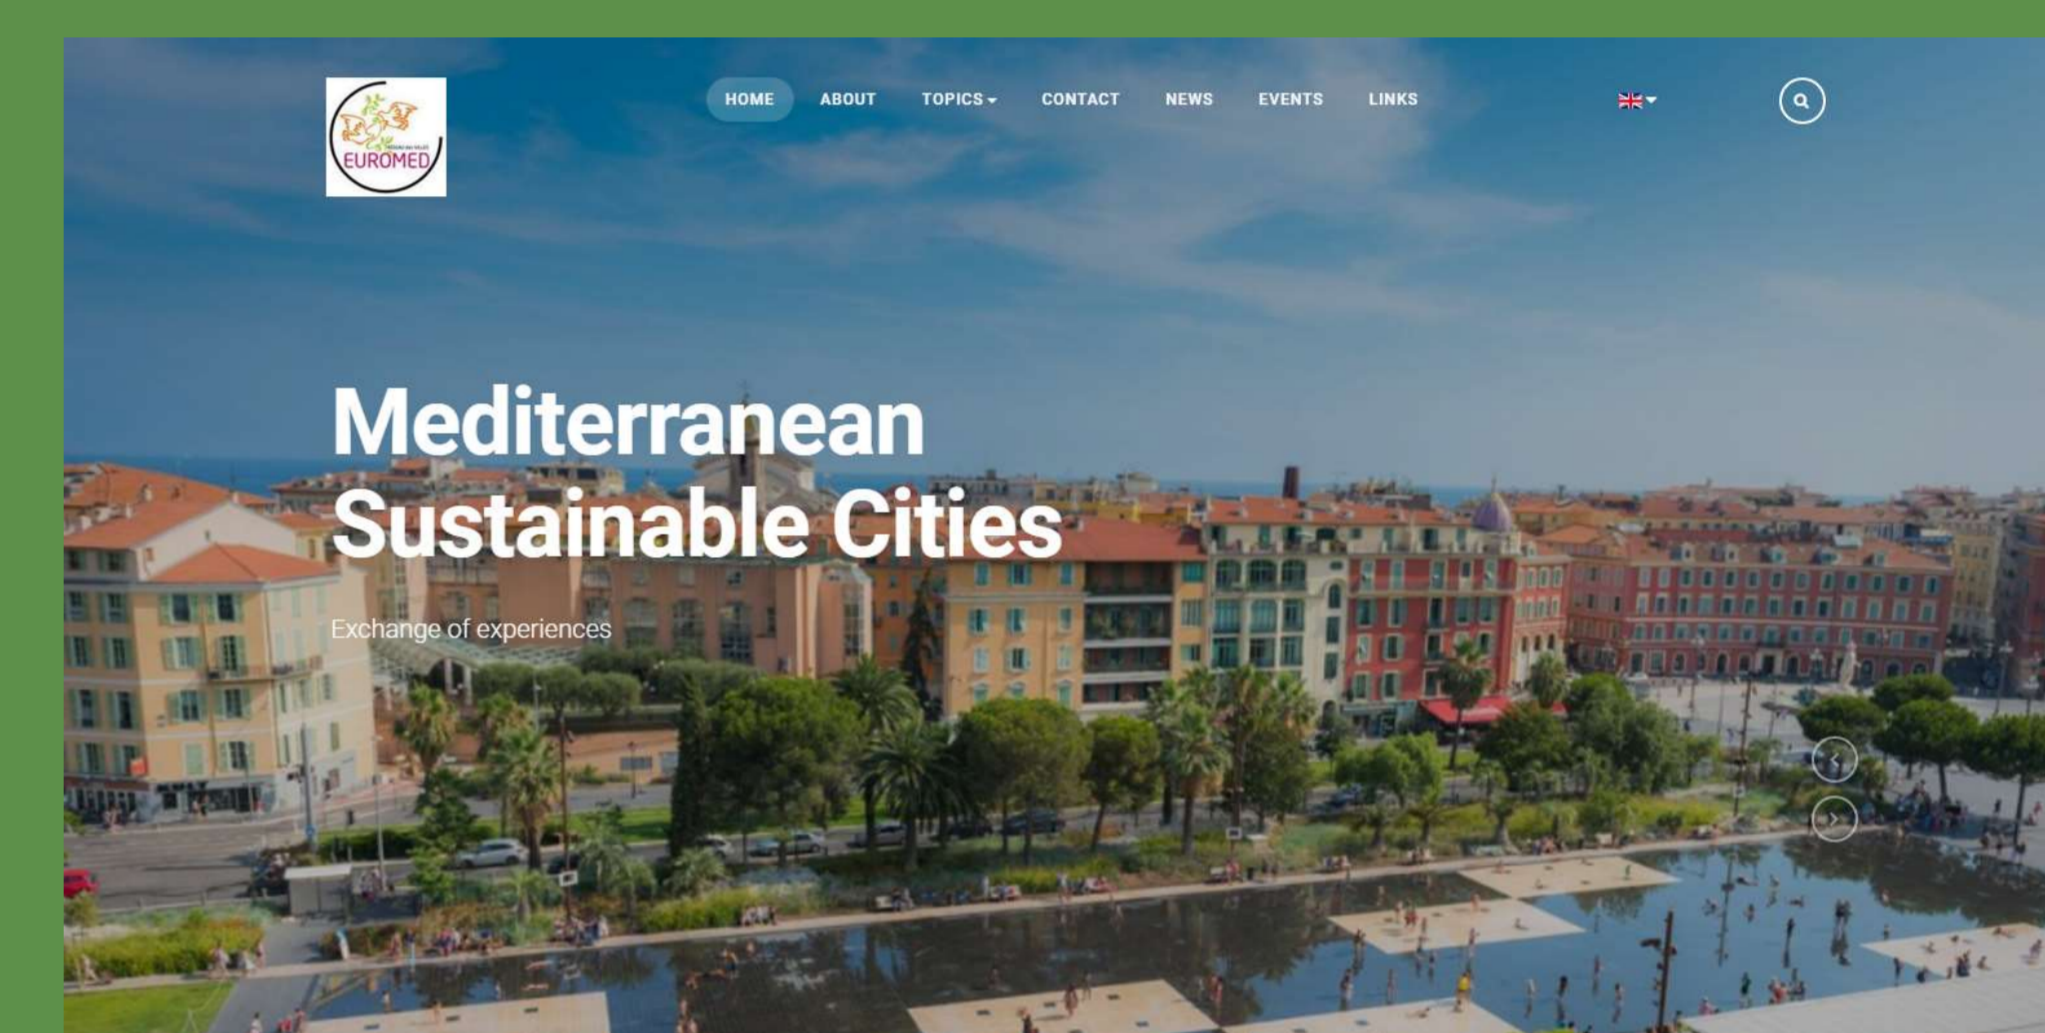 EUROMED
HOME
ABOUT
TOPICS
CONTACT
NEWS
EVENTS
LINKS
Mediterranean
Sustainable Cities
Exchange of experiences